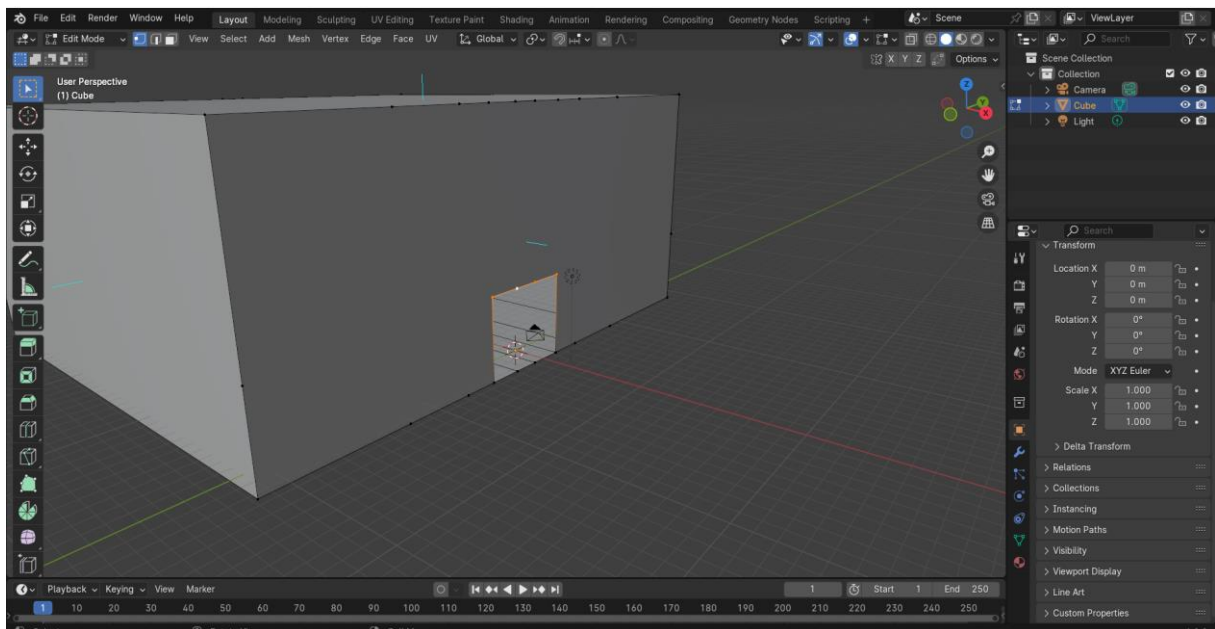 File Edit Render Window Help Layout Modeling Sculpting UV Editing Texture Paint Shading Animation Rendering Compositing Geometry Nodes Scripting + Scene ViewLayer
Edit Mode View Select Add Mesh Vertex Edge Face UV Global Search
X Y Z Options
User Perspective
(1) Cube
Z
Y
X
Scene Collection
Collection
Camera
Cube
Light
Search
Transform
Location X 0 m
Y 0 m
Z 0 m
Rotation X 0°
Y 0°
Z 0°
Mode XYZ Euler
Scale X 1.000
Y 1.000
Z 1.000
Delta Transform
Relations
Collections
Instancing
Motion Paths
Visibility
Viewport Display
Line Art
Custom Properties
Playback Keying View Marker 1 Start 1 End 250
1 10 20 30 40 50 60 70 80 90 100 110 120 130 140 150 160 170 180 190 200 210 220 230 240 250